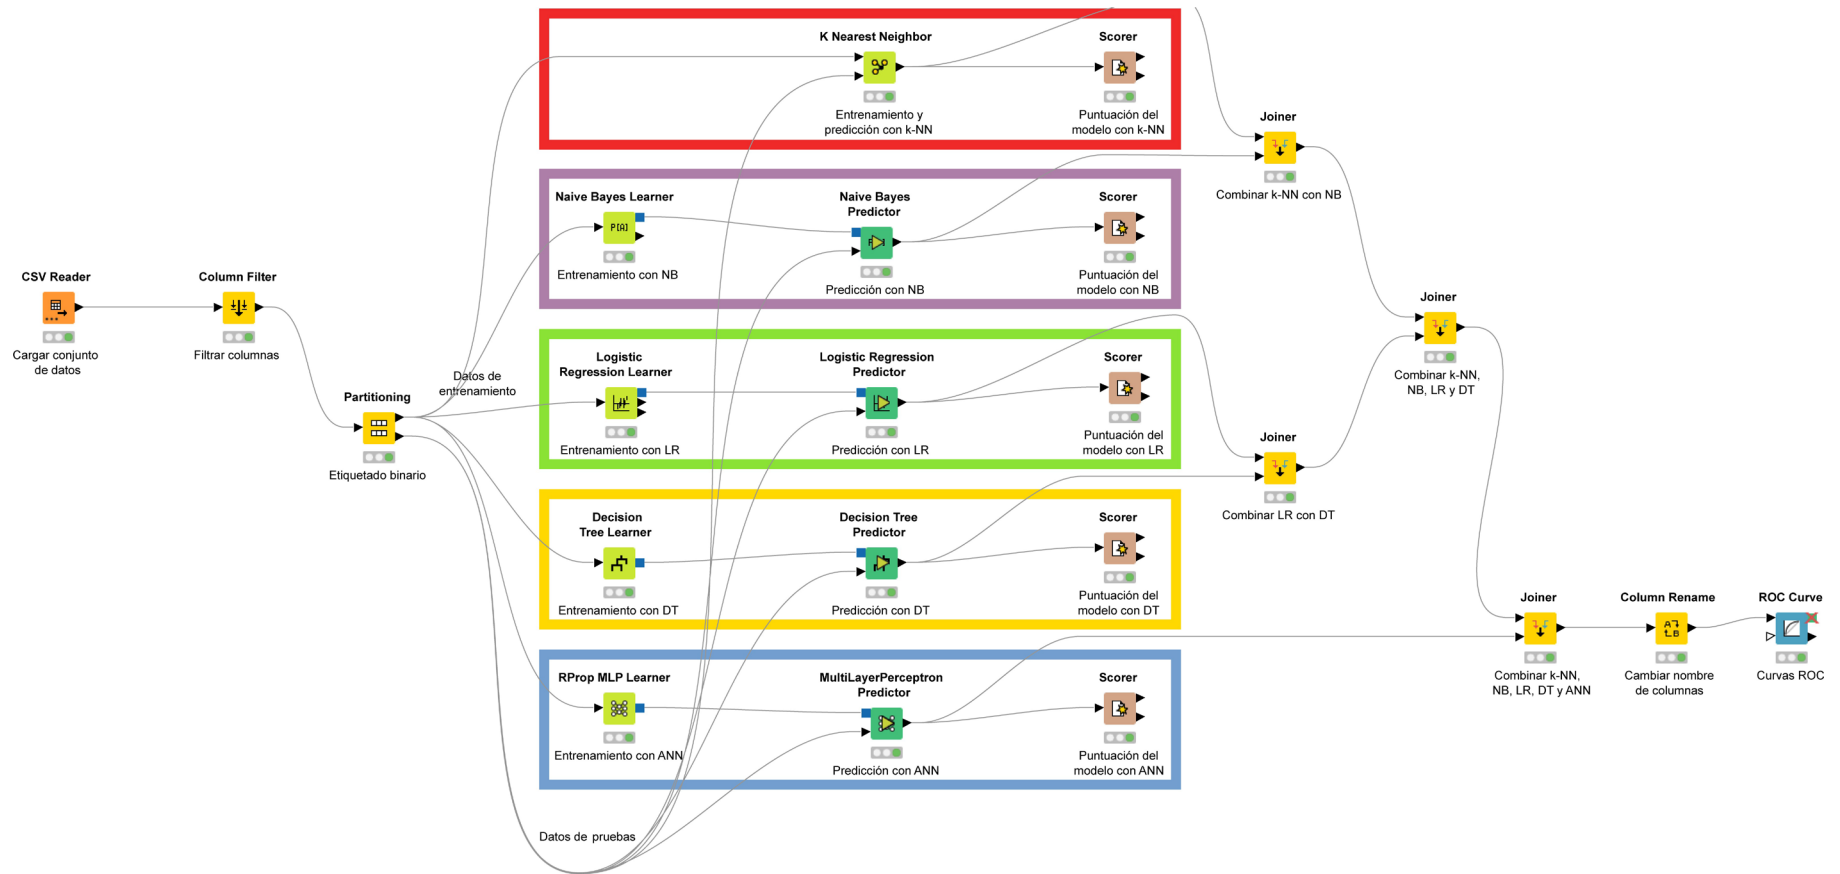 CSV Reader
Cargar conjunto
de datos
Column Filter
Filtrar columnas
Partitioning
Etiquetado binario
Datos de
entrenamiento
Datos de pruebas
K Nearest Neighbor
Entrenamiento y
predicción con k-NN
Scorer
Puntuación del
modelo con k-NN
Naive Bayes Learner
P[A]
Entrenamiento con NB
Naive Bayes
Predictor
Predicción con NB
Scorer
Puntuación del
modelo con NB
Logistic
Regression Learner
Entrenamiento con LR
Logistic Regression
Predictor
Predicción con LR
Scorer
Puntuación del
modelo con LR
Decision
Tree Learner
Entrenamiento con DT
Decision Tree
Predictor
Predicción con DT
Scorer
Puntuación del
modelo con DT
RProp MLP Learner
Entrenamiento con ANN
MultiLayerPerceptron
Predictor
Predicción con ANN
Scorer
Puntuación del
modelo con ANN
Joiner
Combinar k-NN con NB
Joiner
Combinar LR con DT
Joiner
Combinar k-NN,
NB, LR y DT
Joiner
Combinar k-NN,
NB, LR, DT y ANN
Column Rename
A
B
Cambiar nombre
de columnas
ROC Curve
Curvas ROC